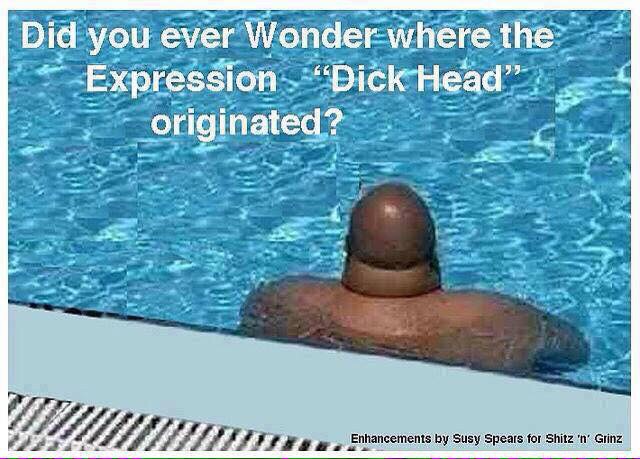 Did you ever Wonder where the
Expression “Dick Head”
originated?
Enhancements by Susy Spears for Shitz 'n' Grinz